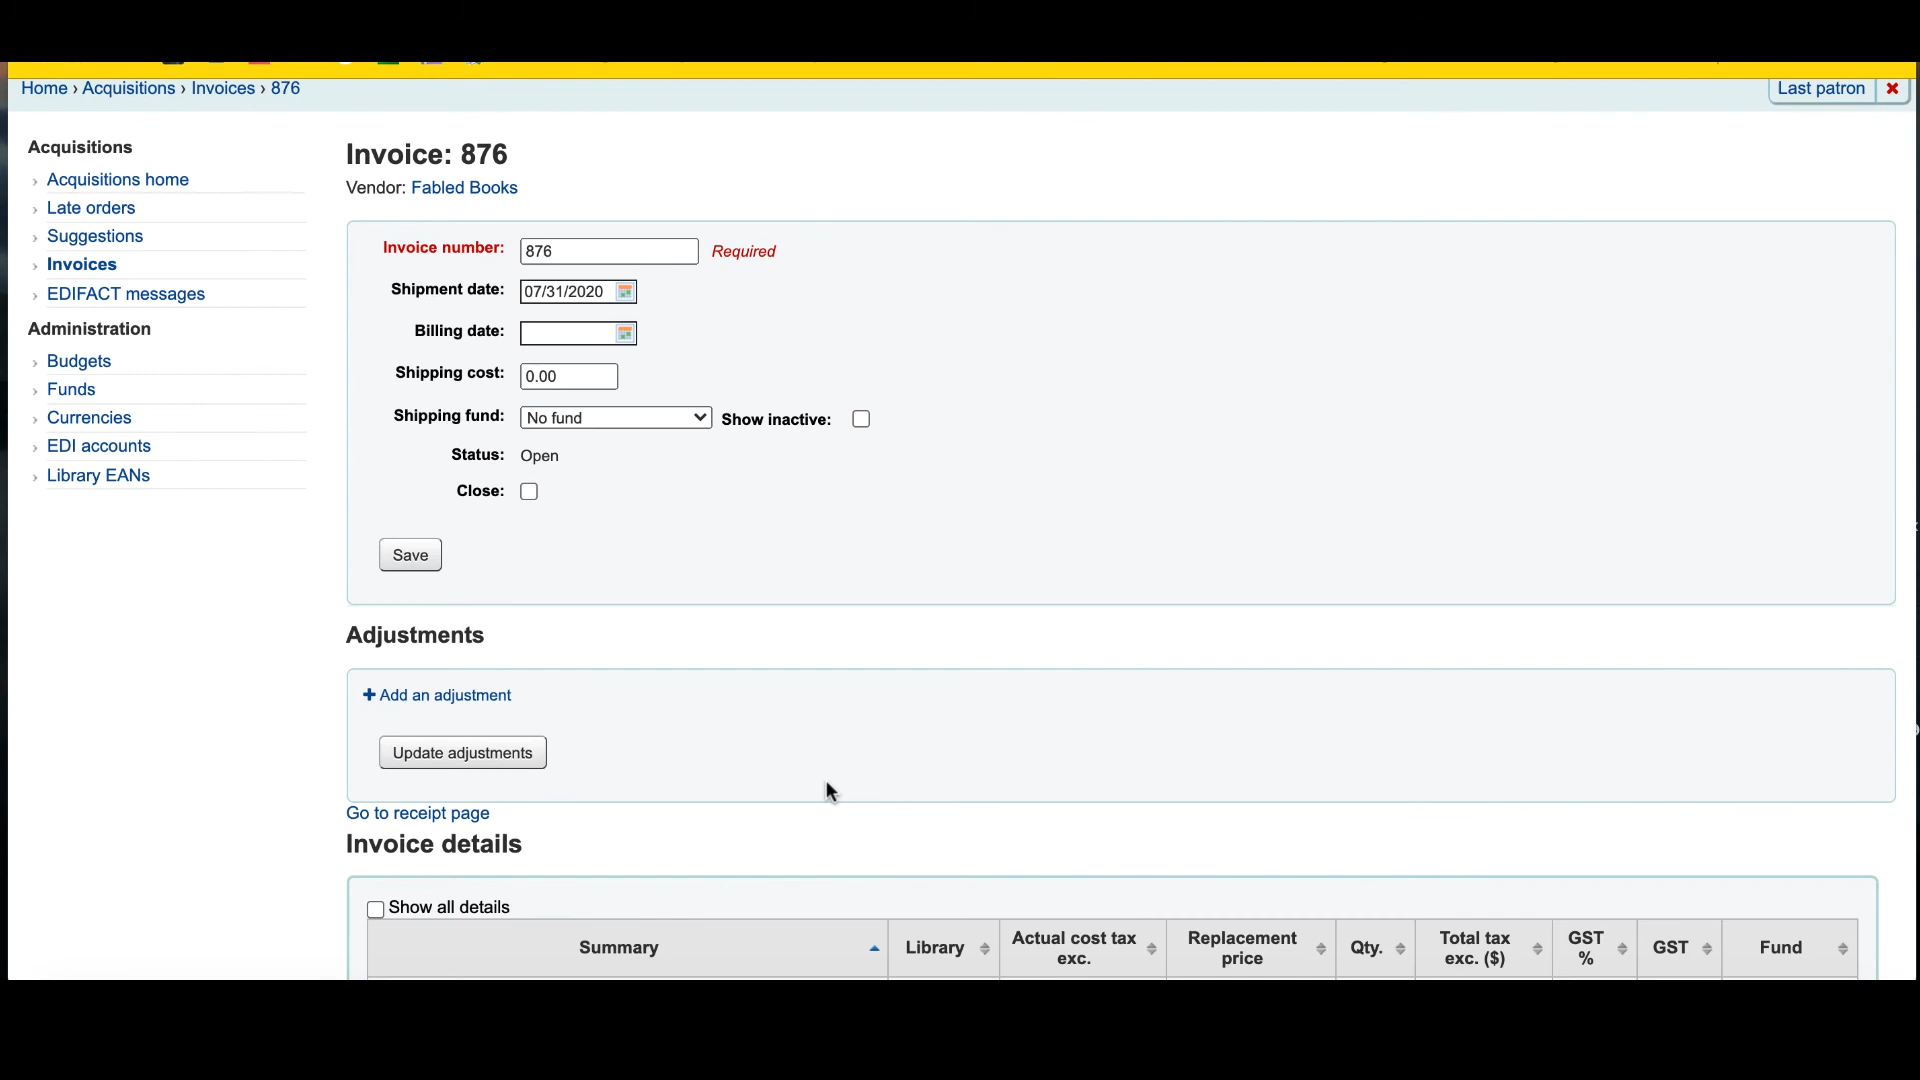 Home › Acquisitions › Invoices › 876
Last patron
Acquisitions
Acquisitions home
Late orders
Suggestions
Invoices
EDIFACT messages
Administration
Budgets
Funds
Currencies
EDI accounts
Library EANs
Invoice: 876
Vendor: Fabled Books
Invoice number: 876 Required
Shipment date: 07/31/2020
Billing date:
Shipping cost: 0.00
Shipping fund: No fund Show inactive:
Status: Open
Close:
Save
Adjustments
+ Add an adjustment
Update adjustments
Go to receipt page
Invoice details
Show all details
Summary
Library
Actual cost tax
exc.
Replacement
price
Qty.
Total tax
exc. ($)
GST
%
GST
Fund